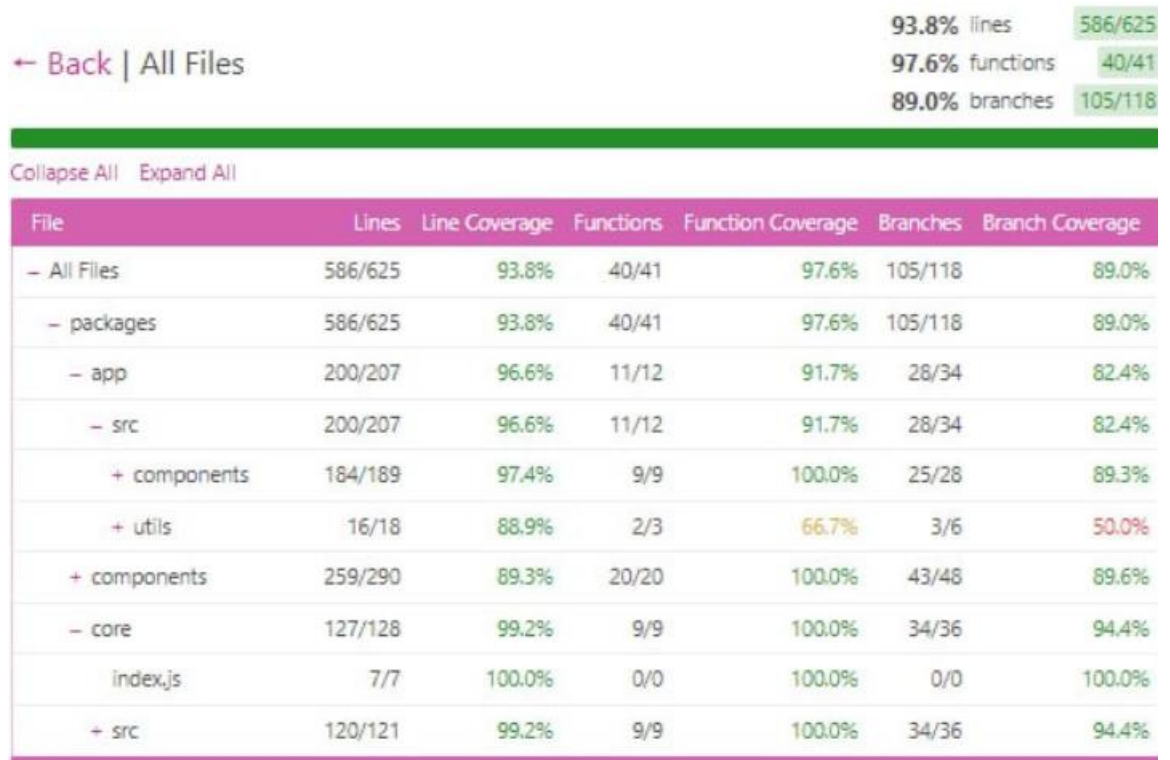 93.8% lines 586/625
← Back | All Files
97.6% functions 40/41
89.0% branches 105/118
Collapse All Expand All
File Lines Line Coverage Functions Function Coverage Branches Branch Coverage
– All Files 586/625 93.8% 40/41 97.6% 105/118 89.0%
– packages 586/625 93.8% 40/41 97.6% 105/118 89.0%
– app 200/207 96.6% 11/12 91.7% 28/34 82.4%
– src 200/207 96.6% 11/12 91.7% 28/34 82.4%
+ components 184/189 97.4% 9/9 100.0% 25/28 89.3%
+ utils 16/18 88.9% 2/3 66.7% 3/6 50.0%
+ components 259/290 89.3% 20/20 100.0% 43/48 89.6%
– core 127/128 99.2% 9/9 100.0% 34/36 94.4%
index.js 7/7 100.0% 0/0 100.0% 0/0 100.0%
+ src 120/121 99.2% 9/9 100.0% 34/36 94.4%